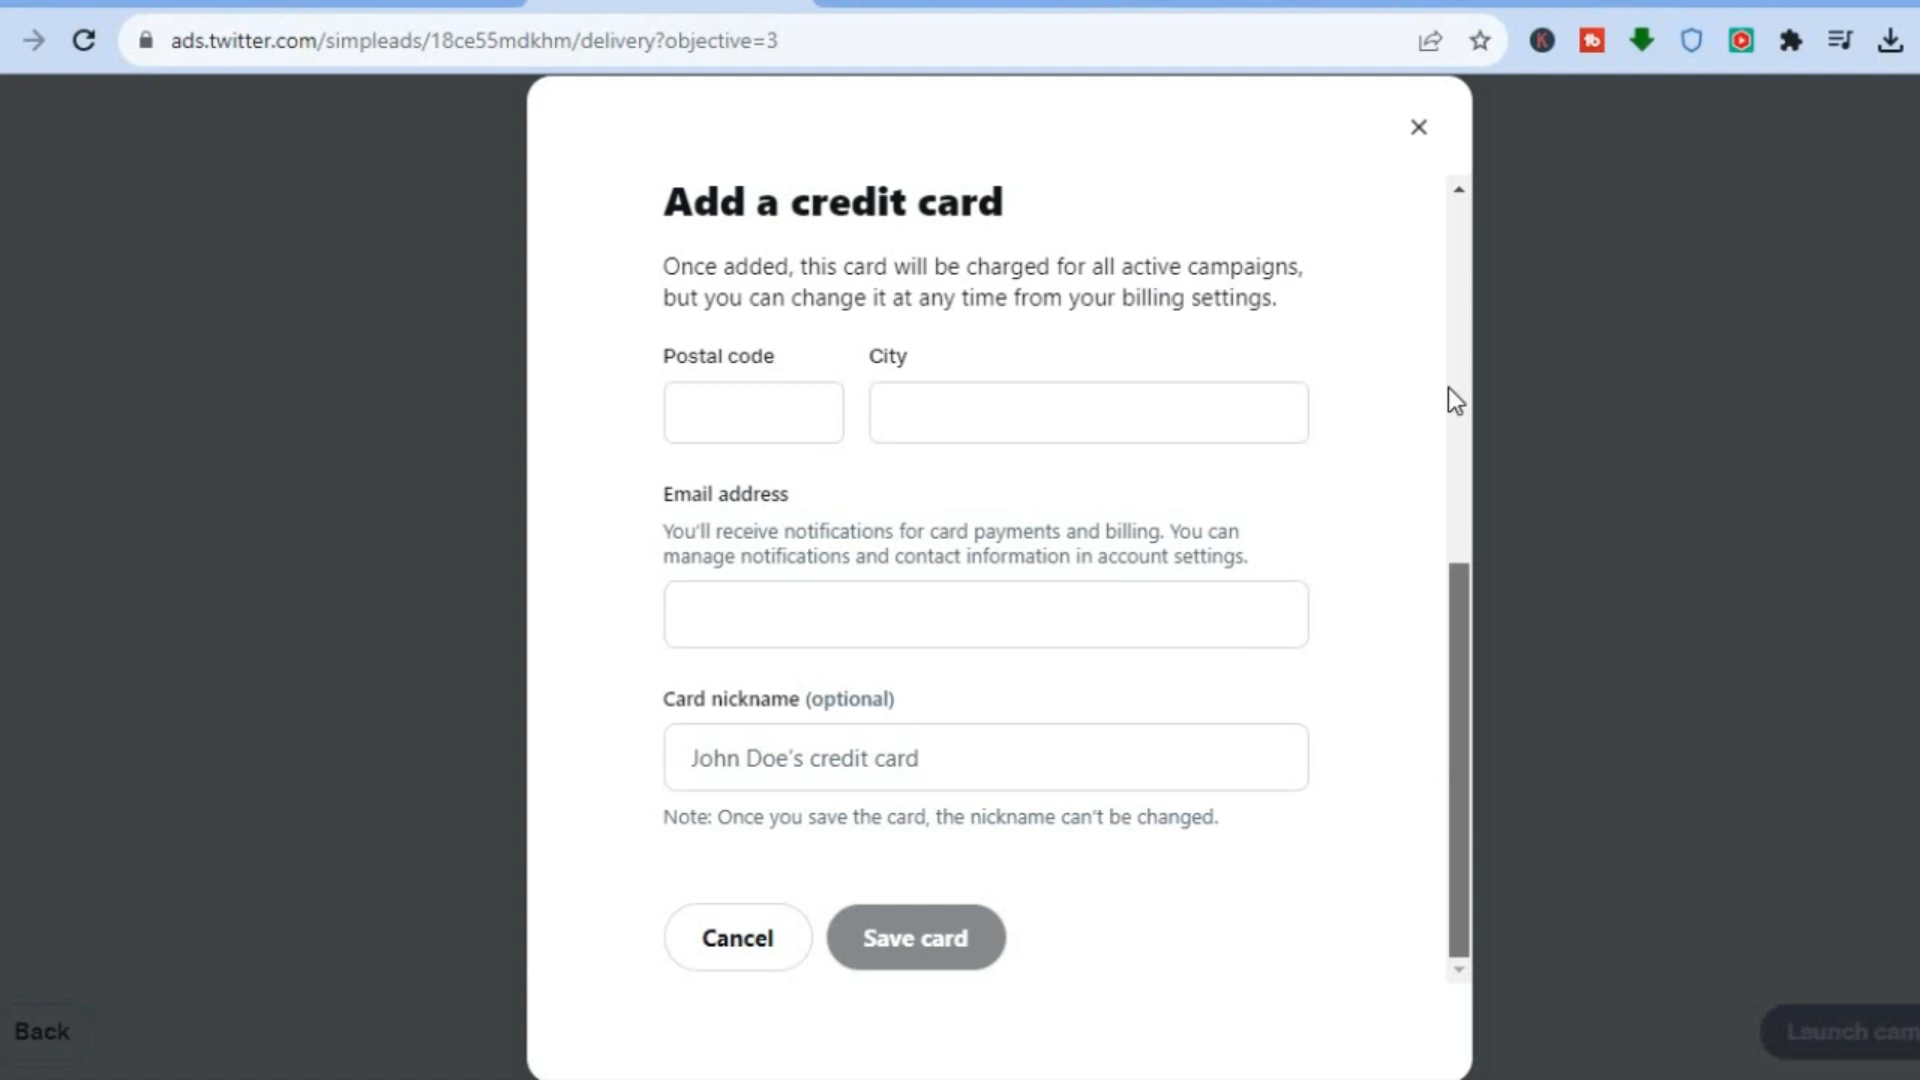 ads.twitter.com/simpleads/18ce55mdkhm/delivery?objective=3
K
tb
Add a credit card
Once added, this card will be charged for all active campaigns,
but you can change it at any time from your billing settings.
Postal code City
Email address
You'll receive notifications for card payments and billing. You can
manage notifications and contact information in account settings.
Card nickname (optional)
John Doe's credit card
Note: Once you save the card, the nickname can't be changed.
Cancel Save card
Back Launch cam